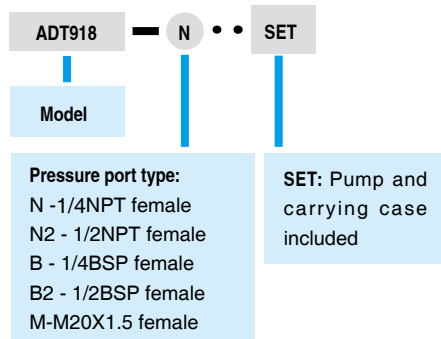 ADT918 — N • • SET
Model
Pressure port type:
N -1/4NPT female
N2 - 1/2NPT female
B - 1/4BSP female
B2 - 1/2BSP female
M-M20X1.5 female
SET: Pump and
carrying case
included